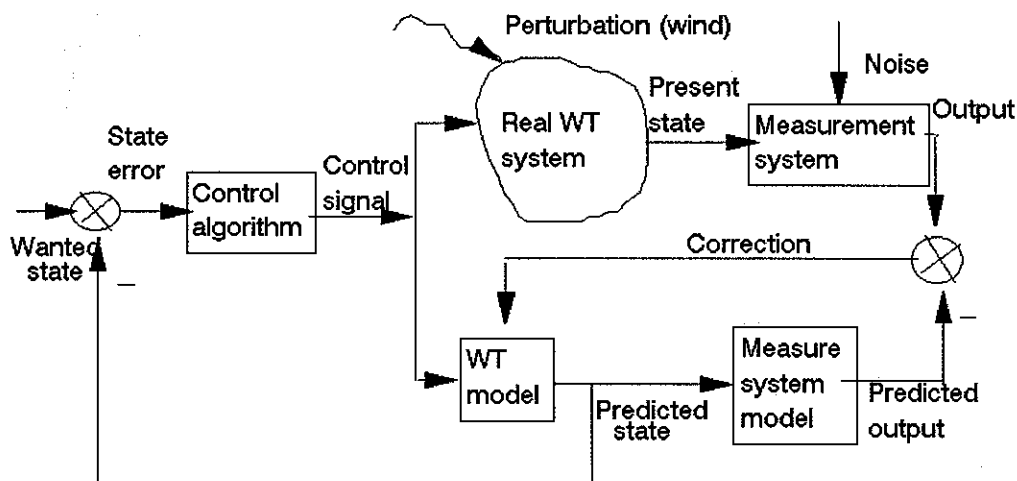 Perturbation (wind)
Noise
Present
state
Output
Real WT
system
Measurement
system
State
error
Control
signal
Control
algorithm
Wanted
state
–
Correction
–
WT
model
Measure
system
model
Predicted
state
Predicted
output